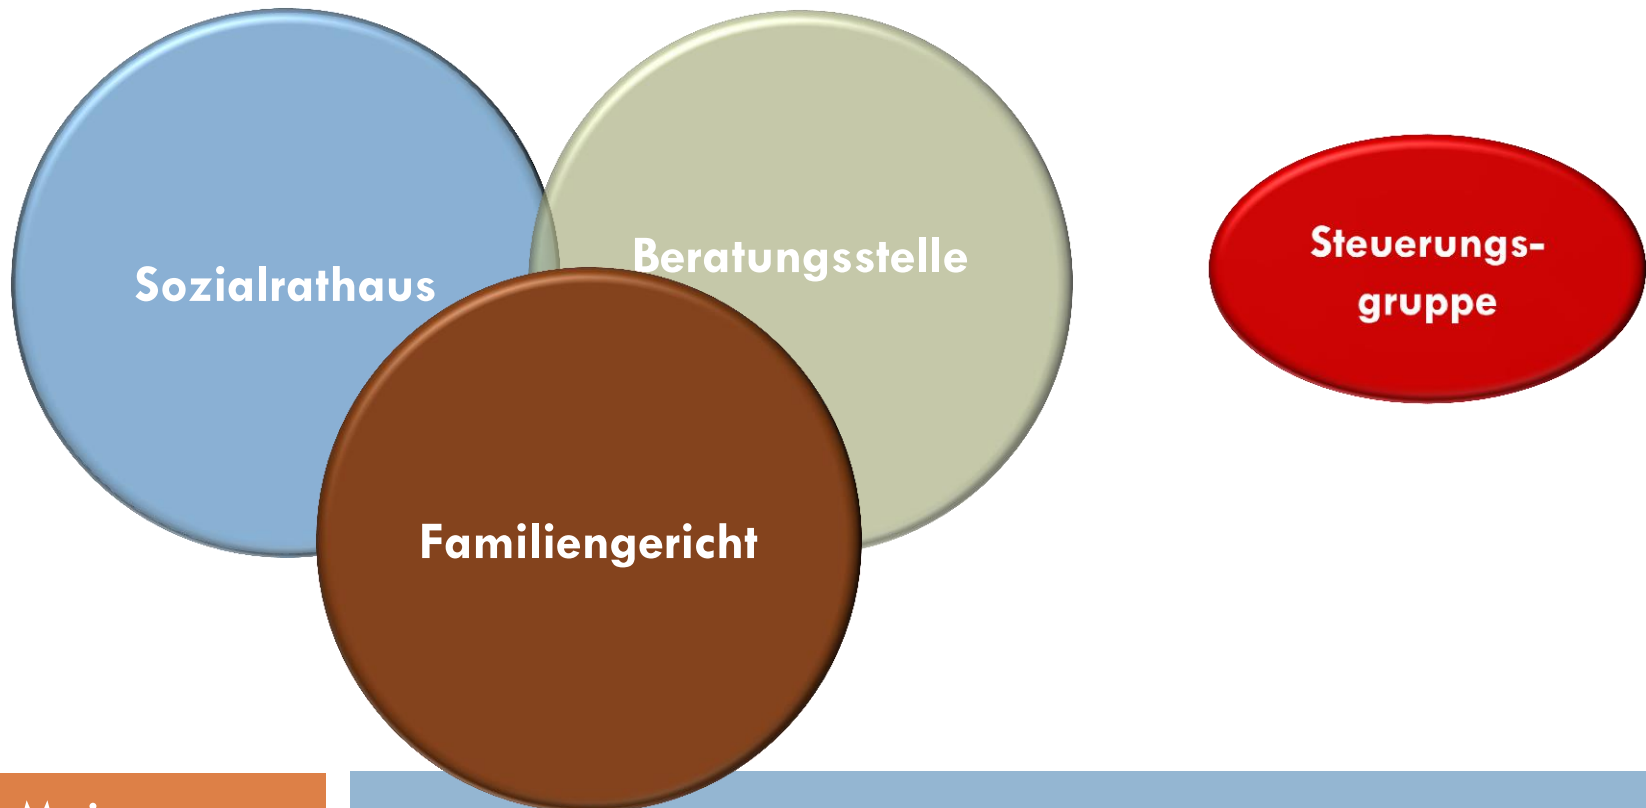 Sozialrathaus
Beratungsstelle
Steuerungs-
gruppe
Familiengericht